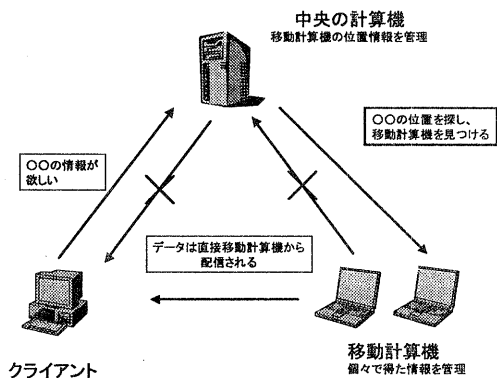 中央の計算機
移動計算機の位置情報を管理
〇〇の位置を探し、
移動計算機を見つける
〇〇の情報が
欲しい
データは直接移動計算機から
配信される
クライアント
移動計算機
個々で得た情報を管理